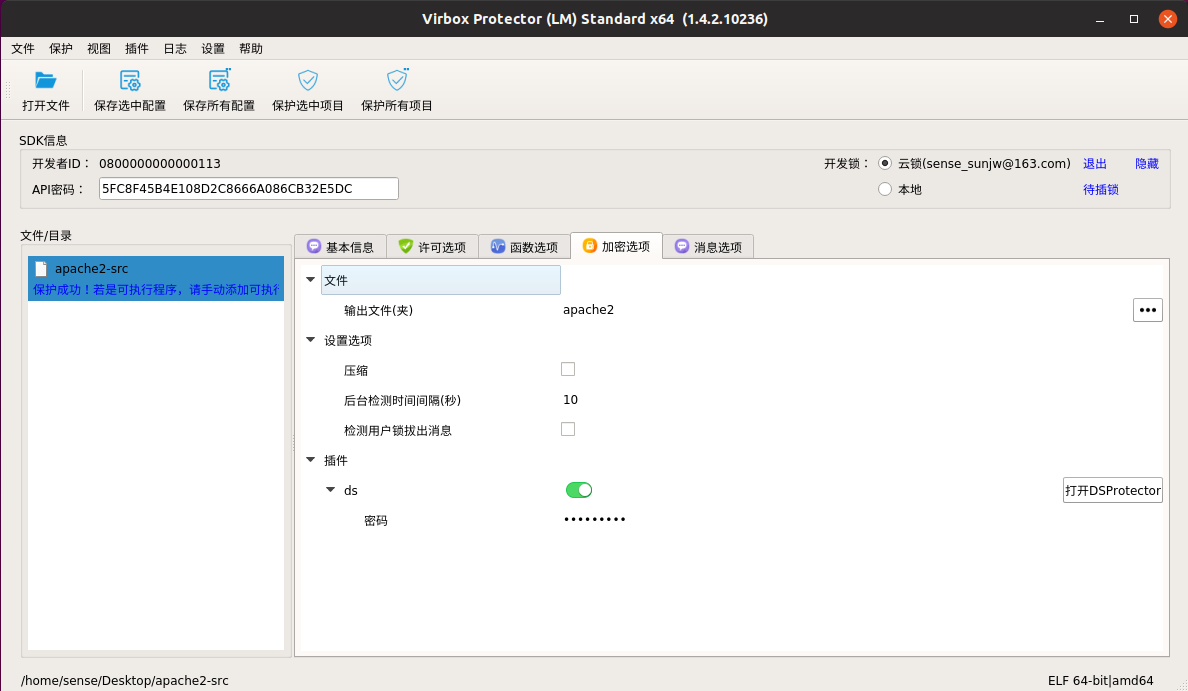 Virbox Protector (LM) Standard x64  (1.4.2.10236)
文件 保护 视图 插件 日志 设置 帮助
打开文件 保存选中配置 保存所有配置 保护选中项目 保护所有项目
SDK信息
开发者ID： 0800000000000113 开发锁： 云锁(sense_sunjw@163.com) 退出 隐藏
API密码： 5FC8F45B4E108D2C8666A086CB32E5DC 本地 待插锁
文件/目录
基本信息 许可选项 函数选项 加密选项 消息选项
apache2-src
保护成功！若是可执行程序，请手动添加可执行
文件
输出文件(夹) apache2 •••
设置选项
压缩
后台检测时间间隔(秒) 10
检测用户锁拔出消息
插件
ds 打开DSProtector
密码 •••••••••
/home/sense/Desktop/apache2-src ELF 64-bit|amd64